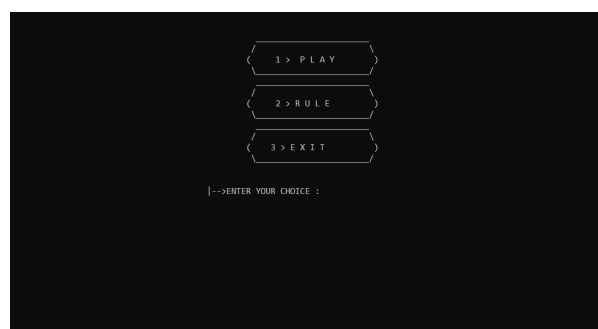 1 > P L A Y
2 > R U L E
3 > E X I T
|-->ENTER YOUR CHOICE :